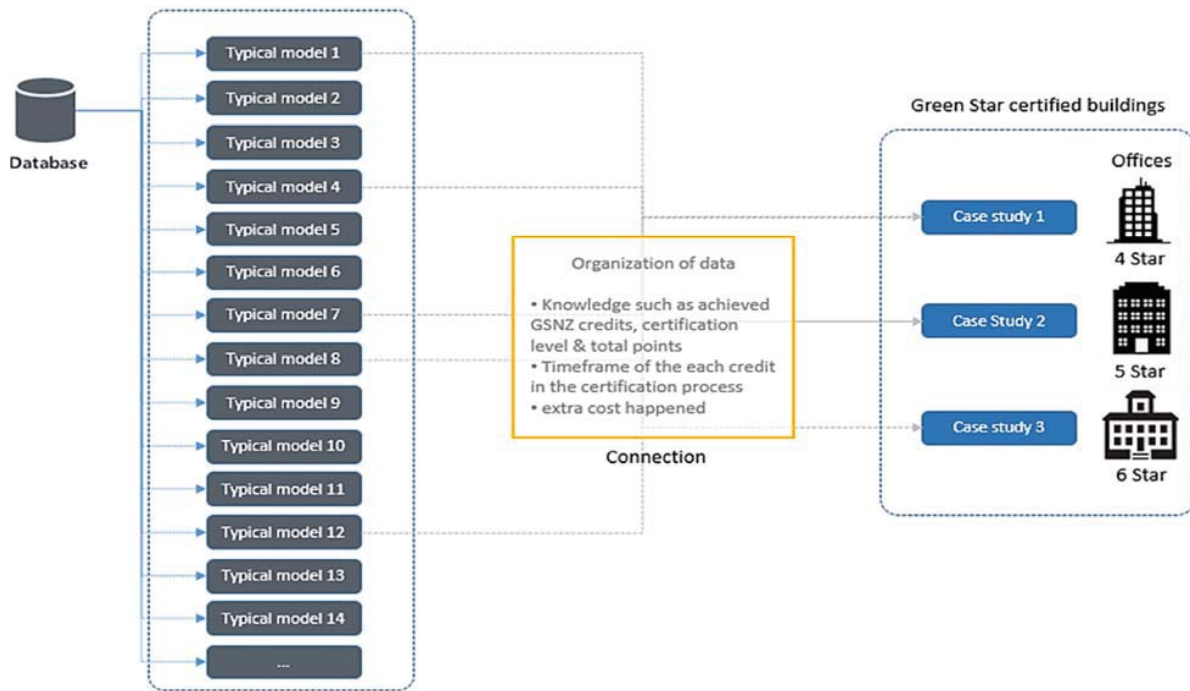 Database
Typical model 1
Typical model 2
Typical model 3
Typical model 4
Typical model 5
Typical model 6
Typical model 7
Typical model 8
Typical model 9
Typical model 10
Typical model 11
Typical model 12
Typical model 13
Typical model 14
...
Organization of data
• Knowledge such as achieved
GSNZ credits, certification
level & total points
• Timeframe of the each credit
in the certification process
• extra cost happened
Connection
Green Star certified buildings
Offices
Case study 1
4 Star
Case Study 2
5 Star
Case study 3
6 Star